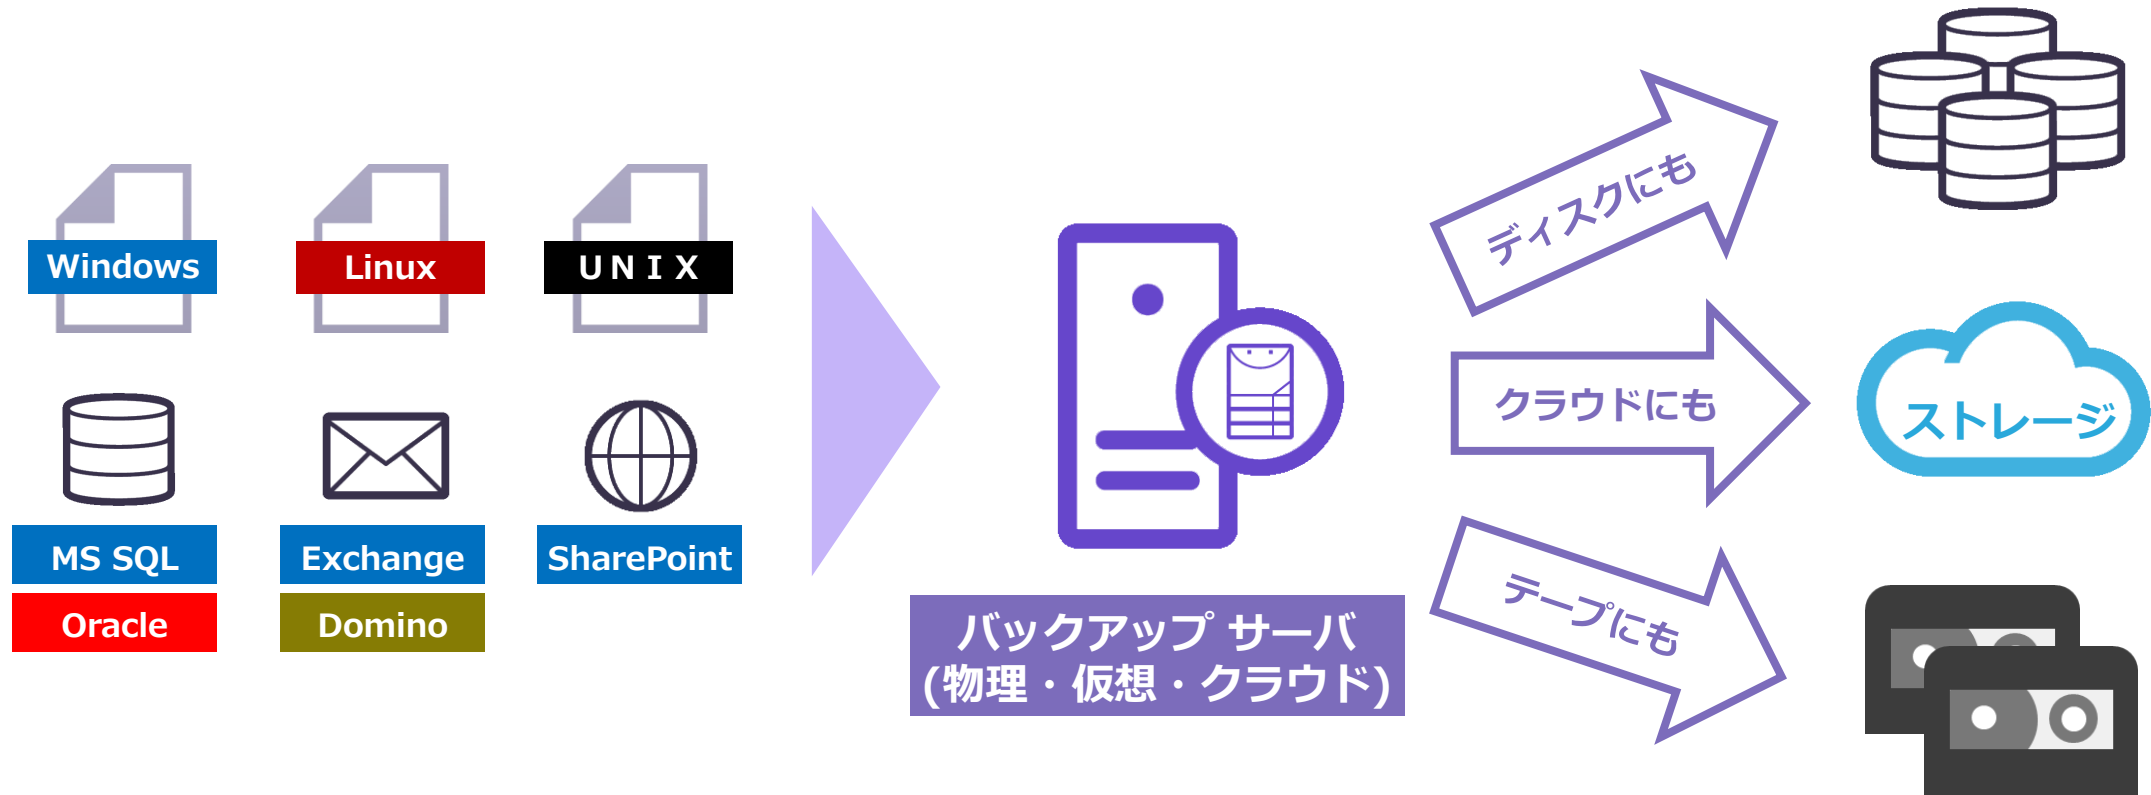 Windows
Linux
ＵＮＩＸ
MS SQL
Exchange
SharePoint
Oracle
Domino
バックアップ サーバ
(物理・仮想・クラウド)
ディスクにも
クラウドにも
テープにも
ストレージ